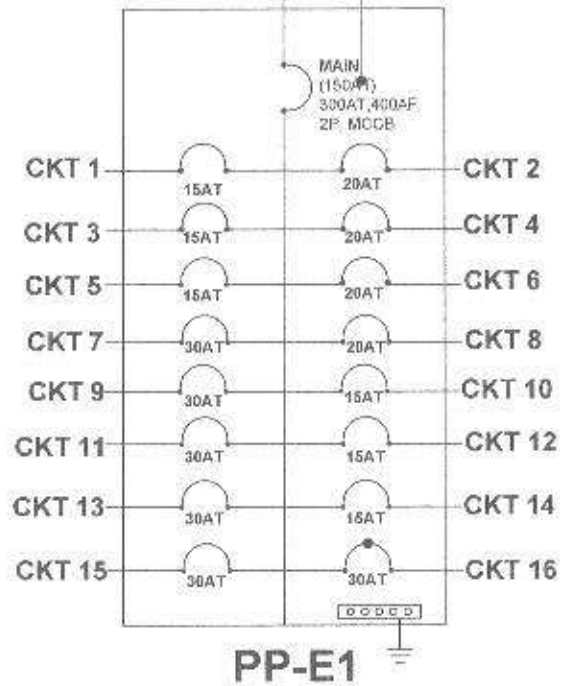 MAIN
(150AT)
300AT,400AF
2P, MCCB
CKT 1 15AT 20AT CKT 2
CKT 3 15AT 20AT CKT 4
CKT 5 15AT 20AT CKT 6
CKT 7 30AT 20AT CKT 8
CKT 9 30AT 15AT CKT 10
CKT 11 30AT 15AT CKT 12
CKT 13 30AT 15AT CKT 14
CKT 15 30AT 30AT CKT 16
PP-E1